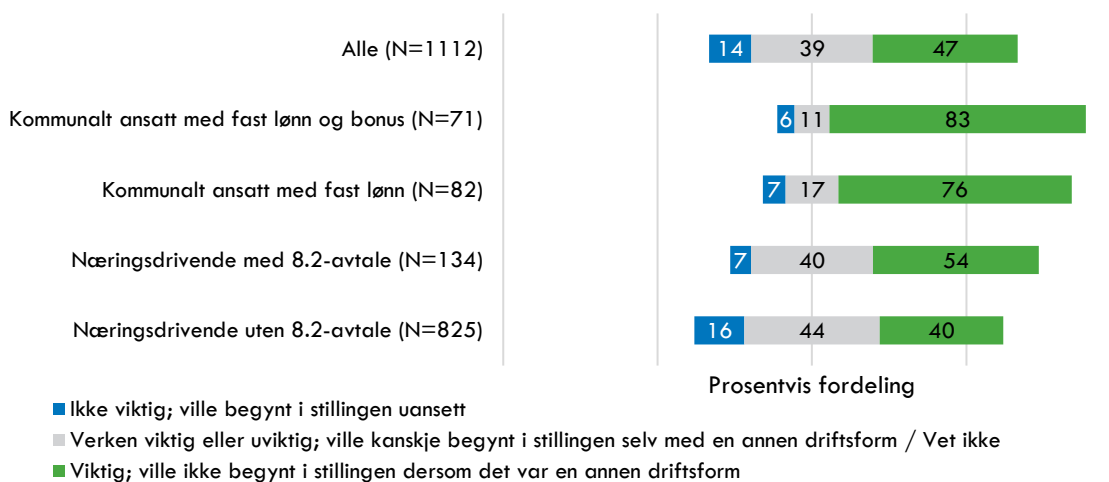 Alle (N=1112) 14 39 47
Kommunalt ansatt med fast lønn og bonus (N=71) 6 11 83
Kommunalt ansatt med fast lønn (N=82) 7 17 76
Næringsdrivende med 8.2-avtale (N=134) 7 40 54
Næringsdrivende uten 8.2-avtale (N=825) 16 44 40
Prosentvis fordeling
Ikke viktig; ville begynt i stillingen uansett
Verken viktig eller uviktig; ville kanskje begynt i stillingen selv med en annen driftsform / Vet ikke
Viktig; ville ikke begynt i stillingen dersom det var en annen driftsform